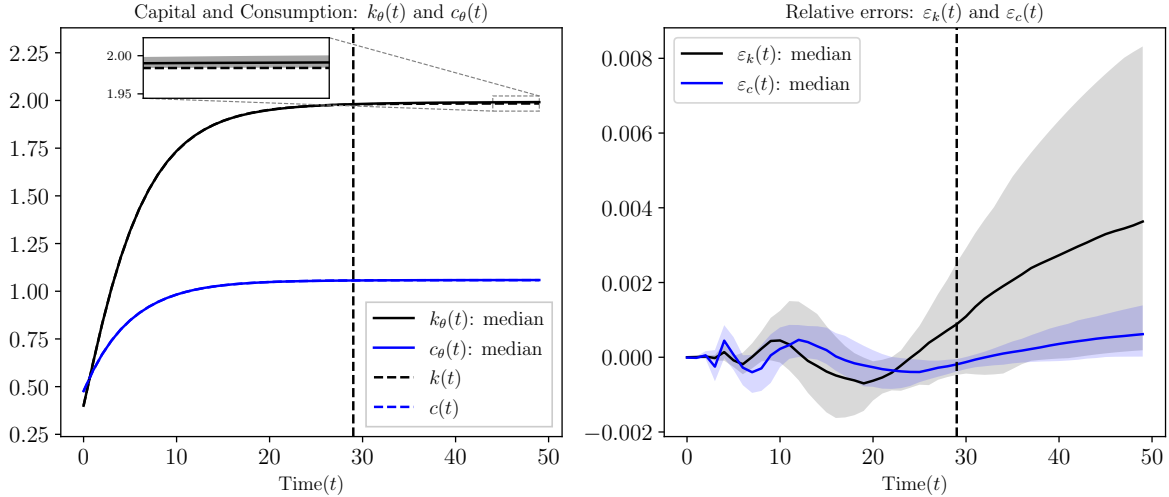 Capital and Consumption: kθ(t) and cθ(t)
2.25
2.00
1.75
1.50
1.25
1.00
0.75
0.50
0.25
2.00
1.95
kθ(t): median
cθ(t): median
k(t)
c(t)
0 10 20 30 40 50
Time(t)
Relative errors: εk(t) and εc(t)
εk(t): median
εc(t): median
0.008
0.006
0.004
0.002
0.000
−0.002
0 10 20 30 40 50
Time(t)